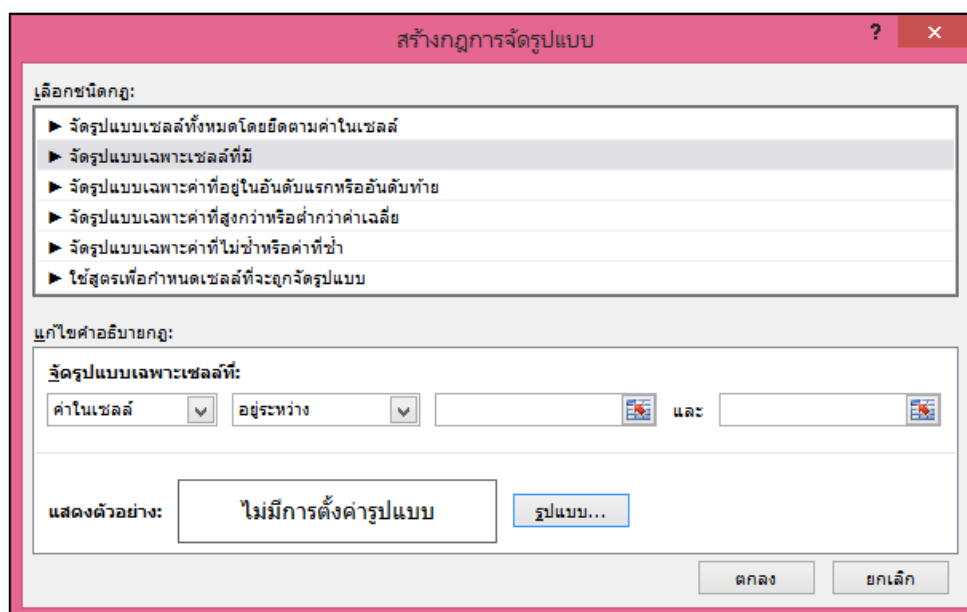 สร้างกฎการจัดรูปแบบ ? ×
เลือกชนิดกฎ:
► จัดรูปแบบเซลล์ทั้งหมดโดยยึดตามค่าในเซลล์
► จัดรูปแบบเฉพาะเซลล์ที่มี
► จัดรูปแบบเฉพาะค่าที่อยู่ในอันดับแรกหรืออันดับท้าย
► จัดรูปแบบเฉพาะค่าที่สูงกว่าหรือต่ำกว่าค่าเฉลี่ย
► จัดรูปแบบเฉพาะค่าที่ไม่ซ้ำหรือค่าที่ซ้ำ
► ใช้สูตรเพื่อกำหนดเซลล์ที่จะถูกจัดรูปแบบ
แก้ไขคำอธิบายกฎ:
จัดรูปแบบเฉพาะเซลล์ที่:
ค่าในเซลล์ อยู่ระหว่าง และ
แสดงตัวอย่าง: ไม่มีการตั้งค่ารูปแบบ รูปแบบ...
ตกลง ยกเลิก